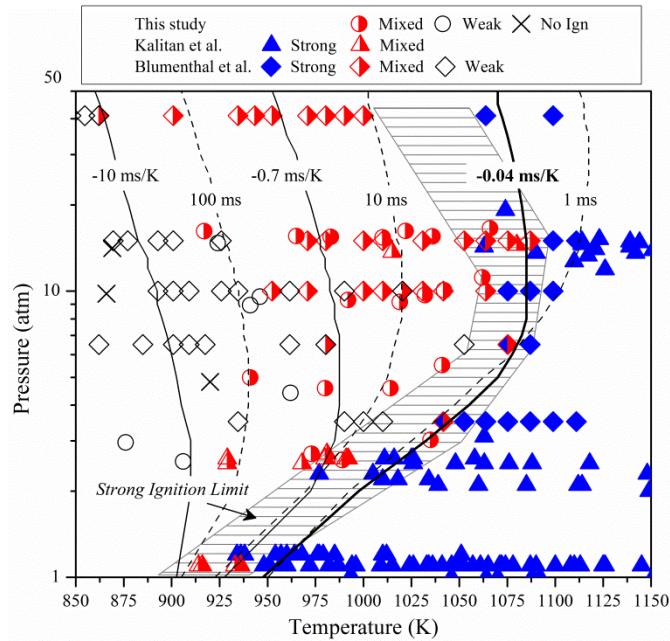 This study Mixed Weak No Ign
Kalitan et al. Strong Mixed
Blumenthal et al. Strong Mixed Weak
50
-10 ms/K
100 ms
-0.7 ms/K
10 ms
-0.04 ms/K
1 ms
10
Pressure (atm)
Strong Ignition Limit
1
850 875 900 925 950 975 1000 1025 1050 1075 1100 1125 1150
Temperature (K)